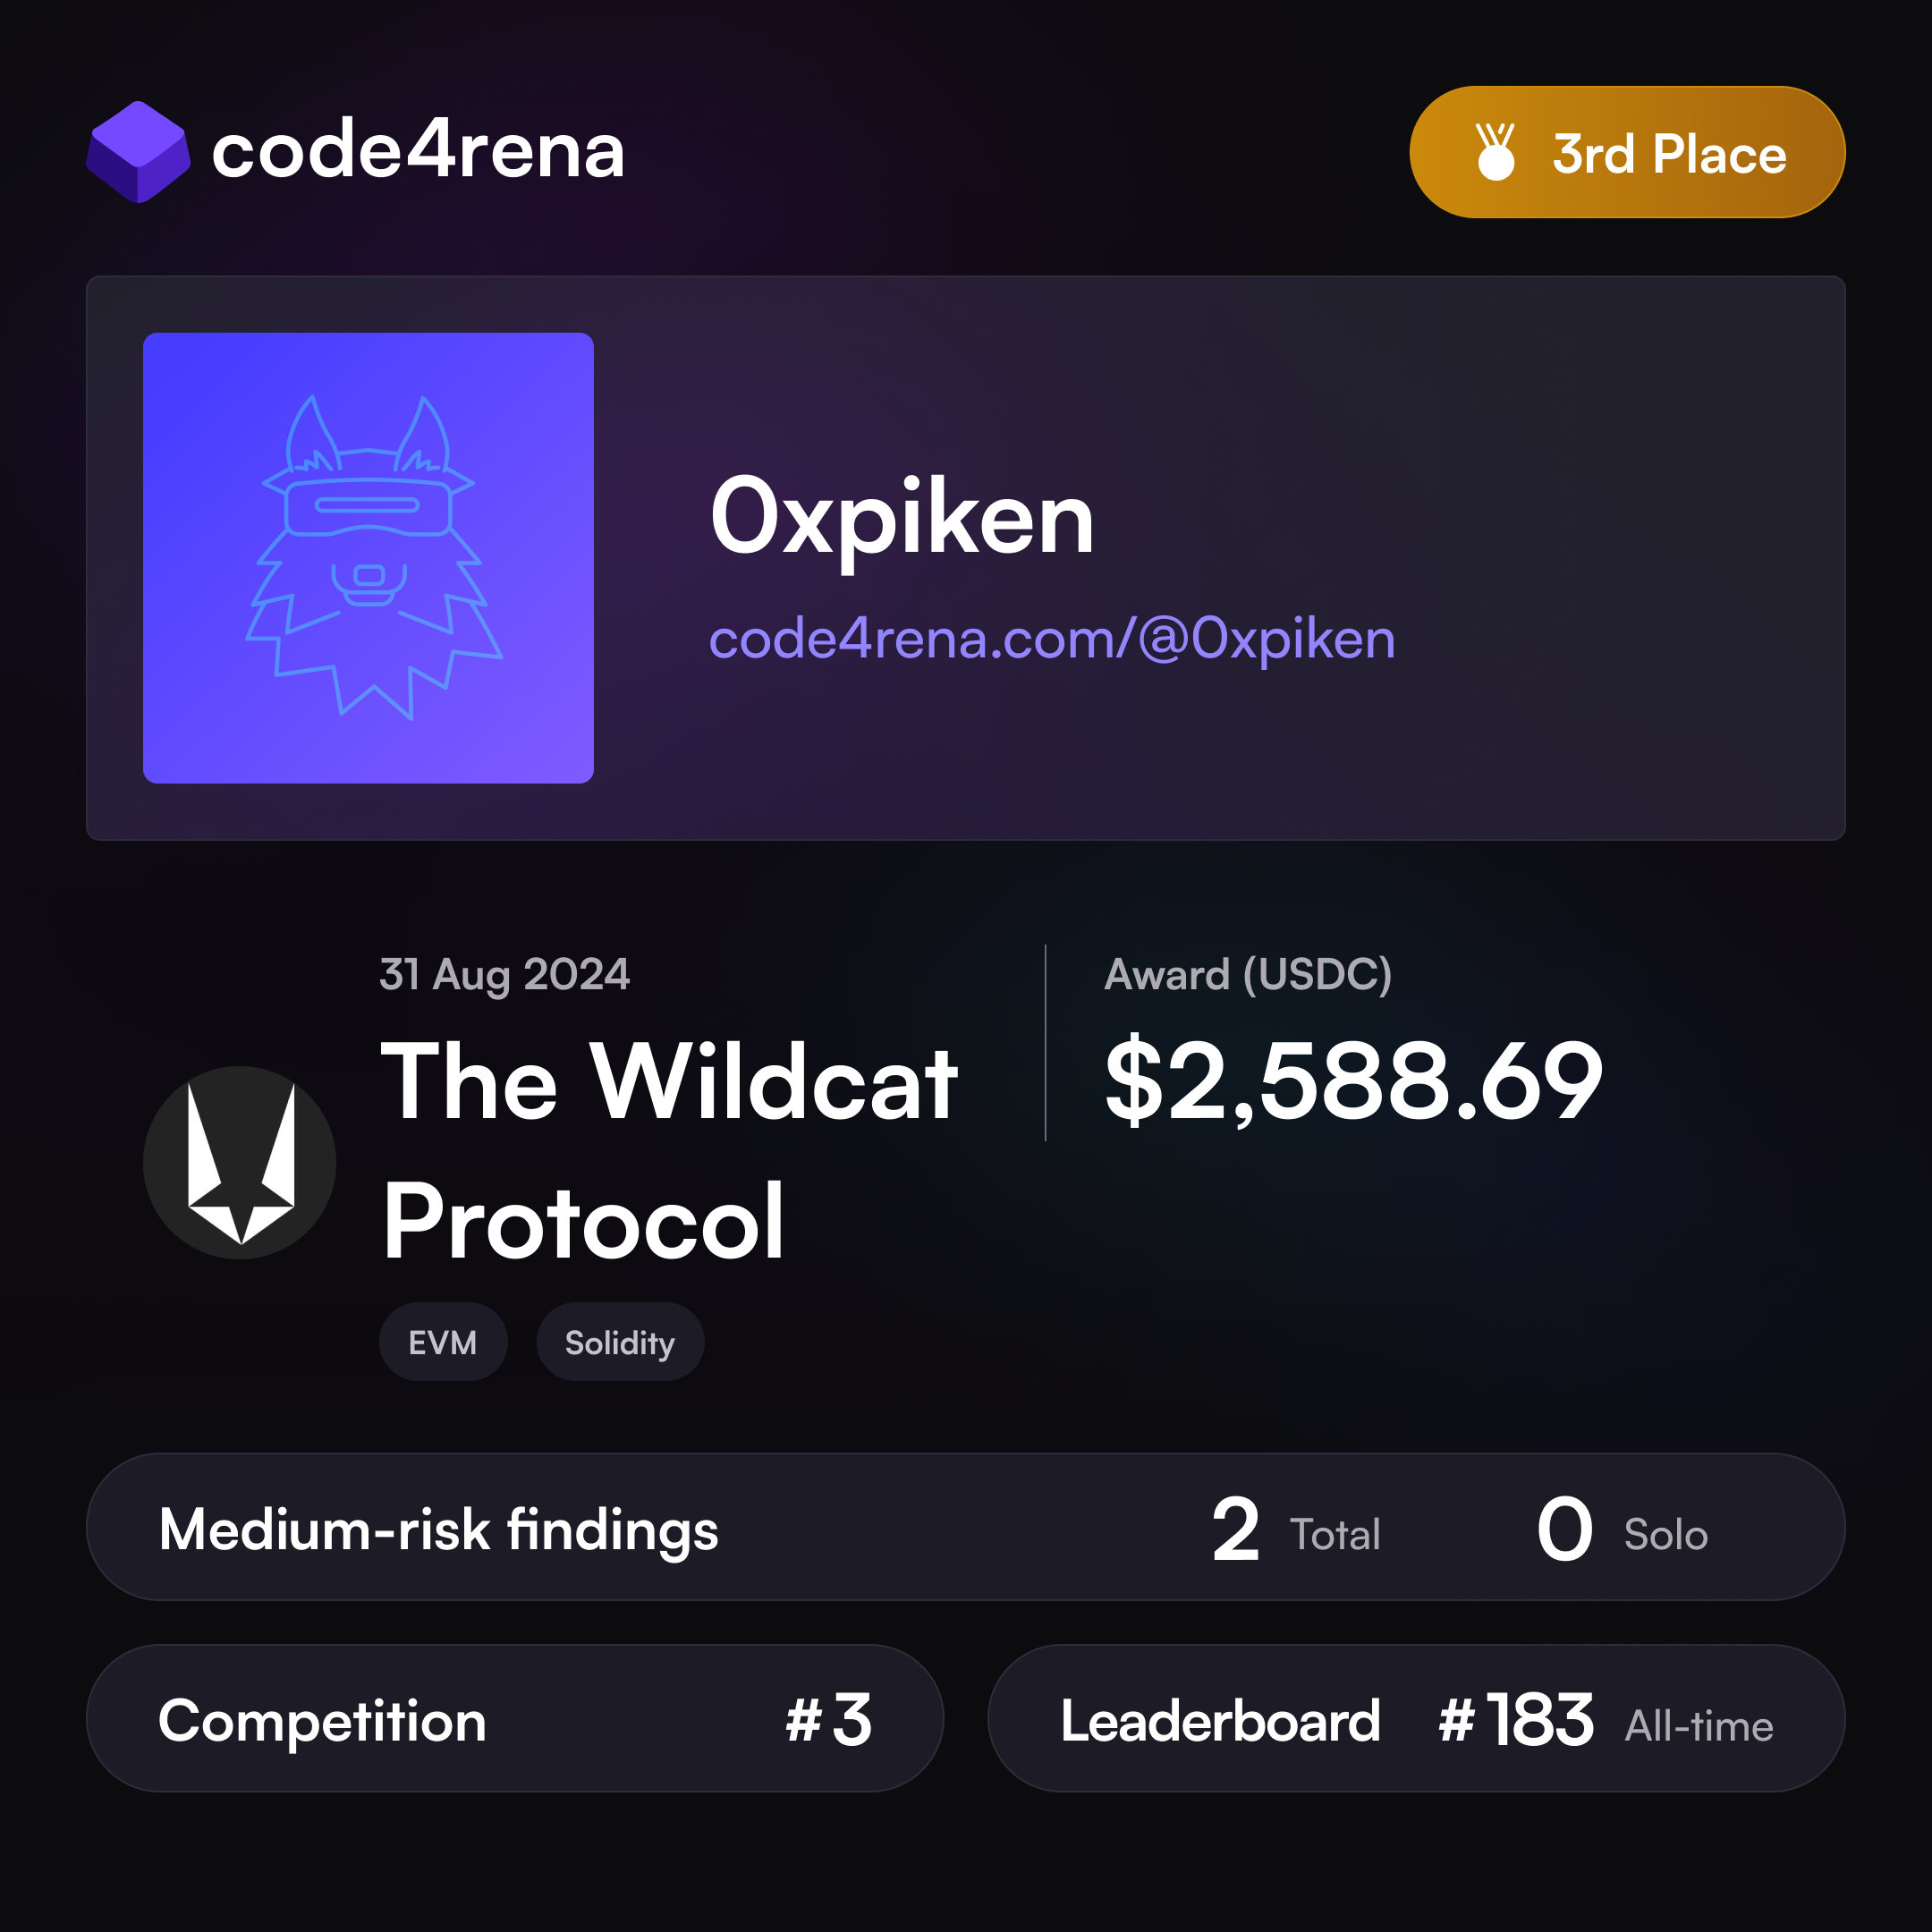 code4rena
3rd Place
0xpiken
code4rena.com/@0xpiken
31 Aug 2024
The Wildcat
Protocol
EVM Solidity
Award (USDC)
$2,588.69
Medium-risk findings 2 Total 0 Solo
Competition #3
Leaderboard #183 All-time